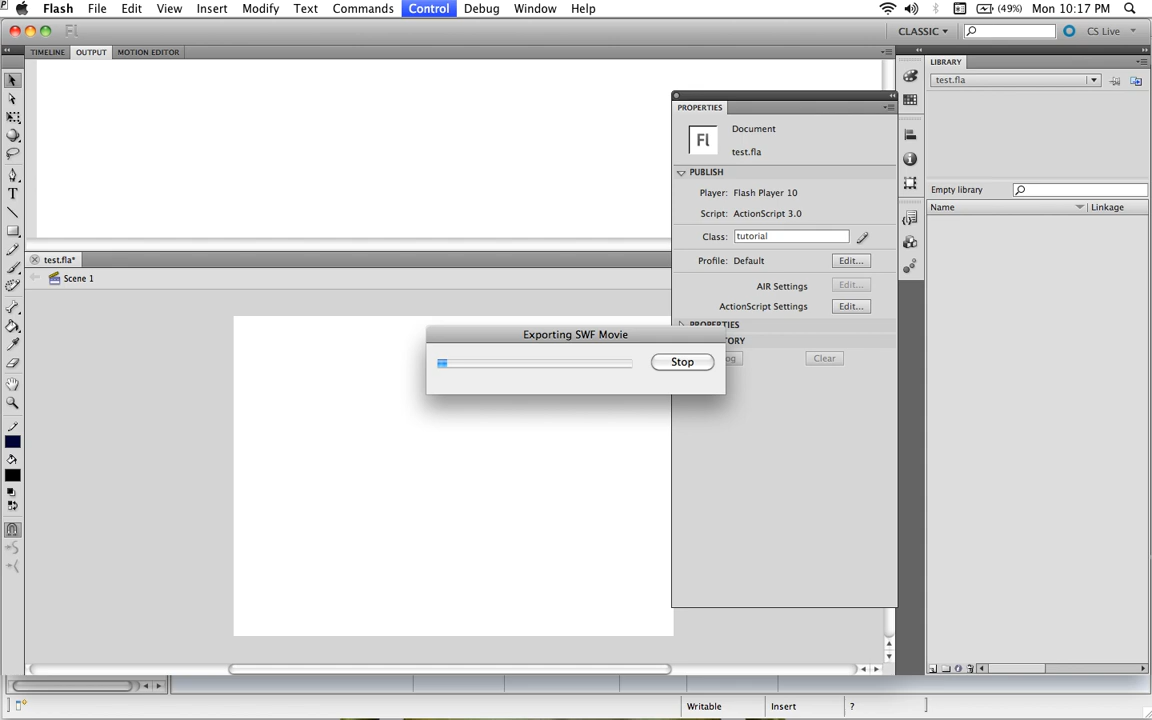 Flash File Edit View Insert Modify Text Commands Control Debug Window Help (49%) Mon 10:17 PM
Fl CLASSIC CS Live
TIMELINE OUTPUT MOTION EDITOR
LIBRARY
test.fla
PROPERTIES
Fl Document
test.fla
PUBLISH
Player: Flash Player 10
Script: ActionScript 3.0
Class: tutorial
Profile: Default Edit...
AIR Settings Edit...
ActionScript Settings Edit...
PROPERTIES
Clear
Empty library
Name Linkage
test.fla*
Scene 1
Exporting SWF Movie
Stop
Writable Insert ?